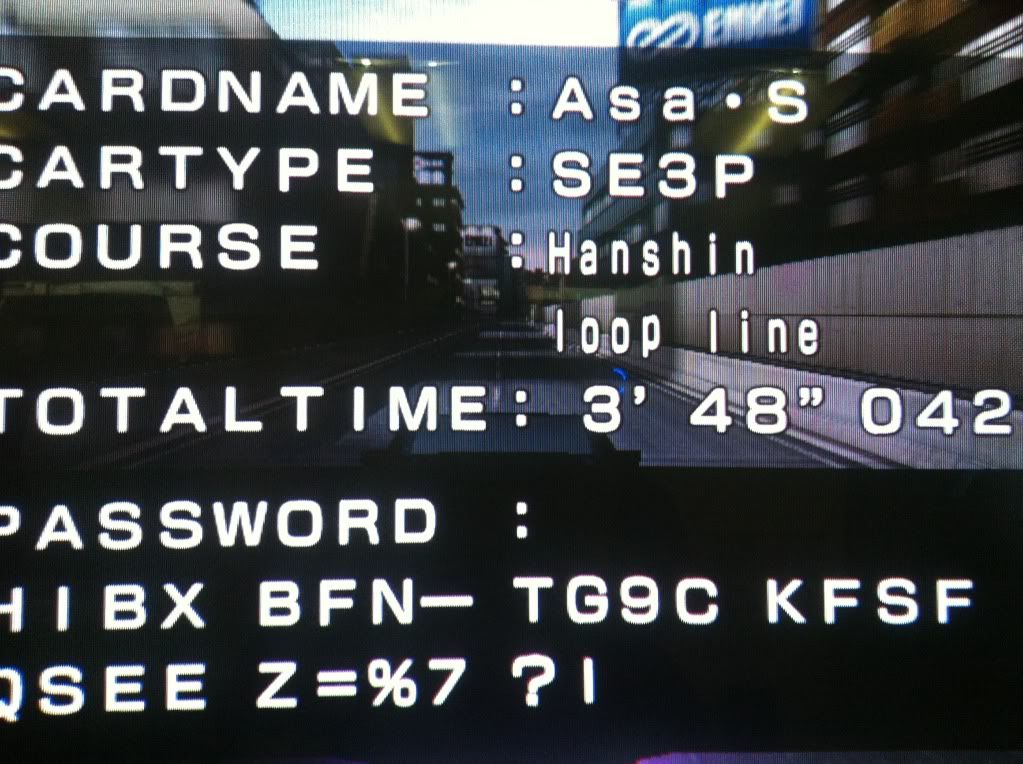 ENKEI
CARDNAME : Asa・S
CARTYPE : SE3P
COURSE : Hanshin
loop line
TOTALTIME: 3' 48" 042
PASSWORD :
HIBX BFN— TG9C KFSF
QSEE Z=%7 ?I